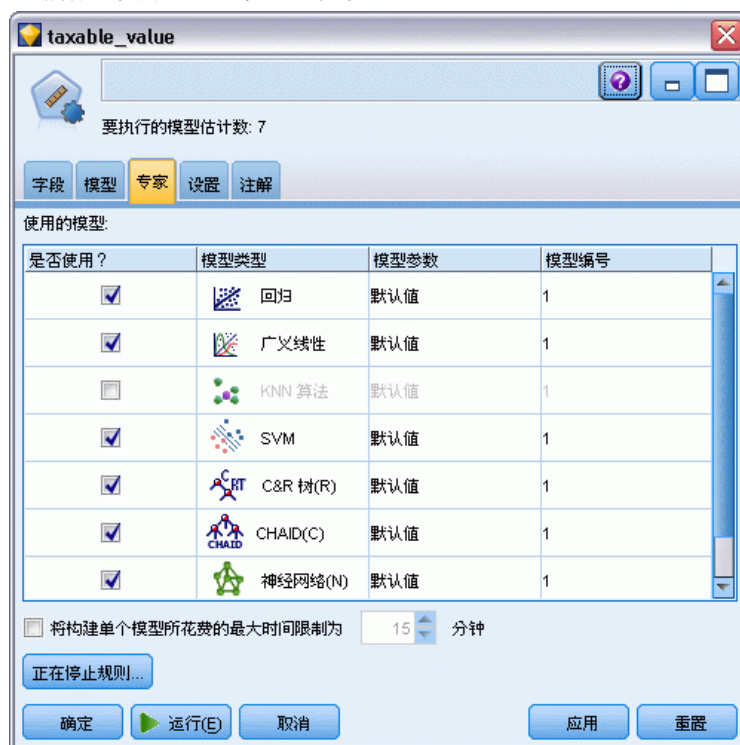 taxable_value
要执行的模型估计数: 7
字段 模型 专家 设置 注解
使用的模型:
是否使用？ 模型类型 模型参数 模型编号
回归 默认值 1
广义线性 默认值 1
KNN 算法 默认值 1
SVM 默认值 1
C&R 树(R) 默认值 1
CHAID CHAID(C) 默认值 1
神经网络(N) 默认值 1
将构建单个模型所花费的最大时间限制为 15 分钟
正在停止规则...
确定 运行(E) 取消 应用 重置